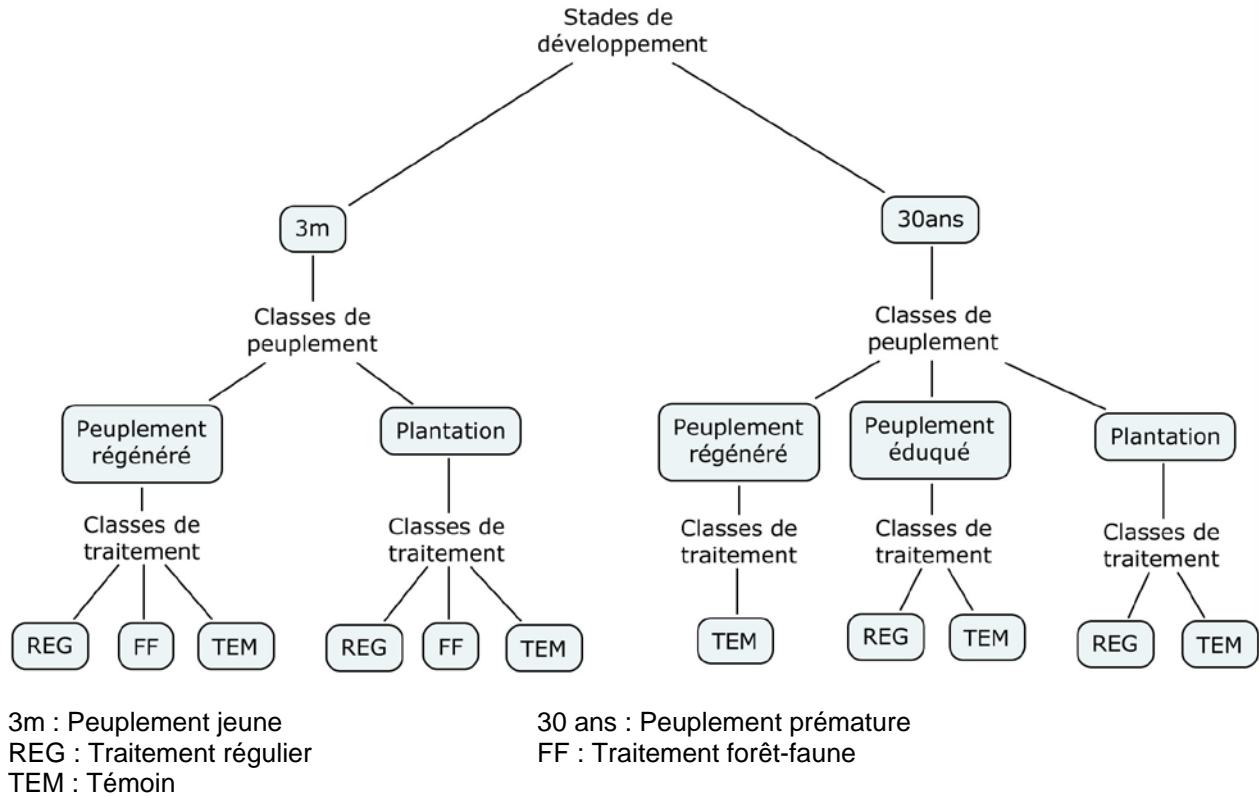 Stades de
développement
3m
30ans
Classes de
peuplement
Classes de
peuplement
Peuplement
régénéré
Plantation
Peuplement
régénéré
Peuplement
éduqué
Plantation
Classes de
traitement
Classes de
traitement
Classes de
traitement
Classes de
traitement
Classes de
traitement
REG
FF
TEM
REG
FF
TEM
TEM
REG
TEM
REG
TEM
3m : Peuplement jeune
30 ans : Peuplement prémature
REG : Traitement régulier
FF : Traitement forêt-faune
TEM : Témoin